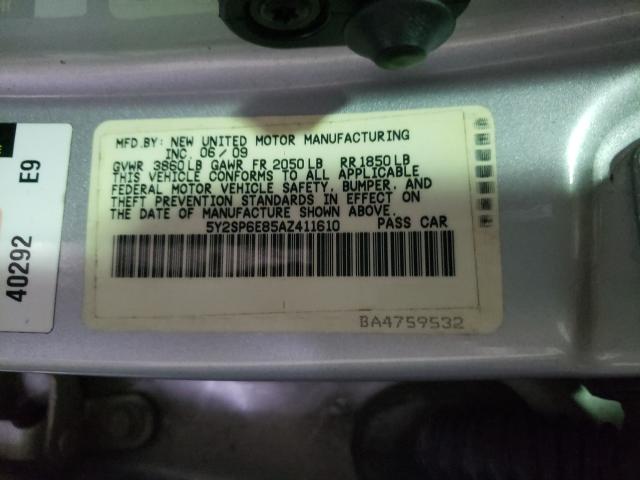 MFD.BY: NEW UNITED MOTOR MANUFACTURING
INC. 06/09
GVWR 3860LB GAWR FR 2050LB RR 1850LB
THIS VEHICLE CONFORMS TO ALL APPLICABLE
FEDERAL MOTOR VEHICLE SAFETY, BUMPER, AND
THEFT PREVENTION STANDARDS IN EFFECT ON
THE DATE OF MANUFACTURE SHOWN ABOVE.
5Y2SP6E85AZ411610 PASS CAR
BA4759532
40292 E9